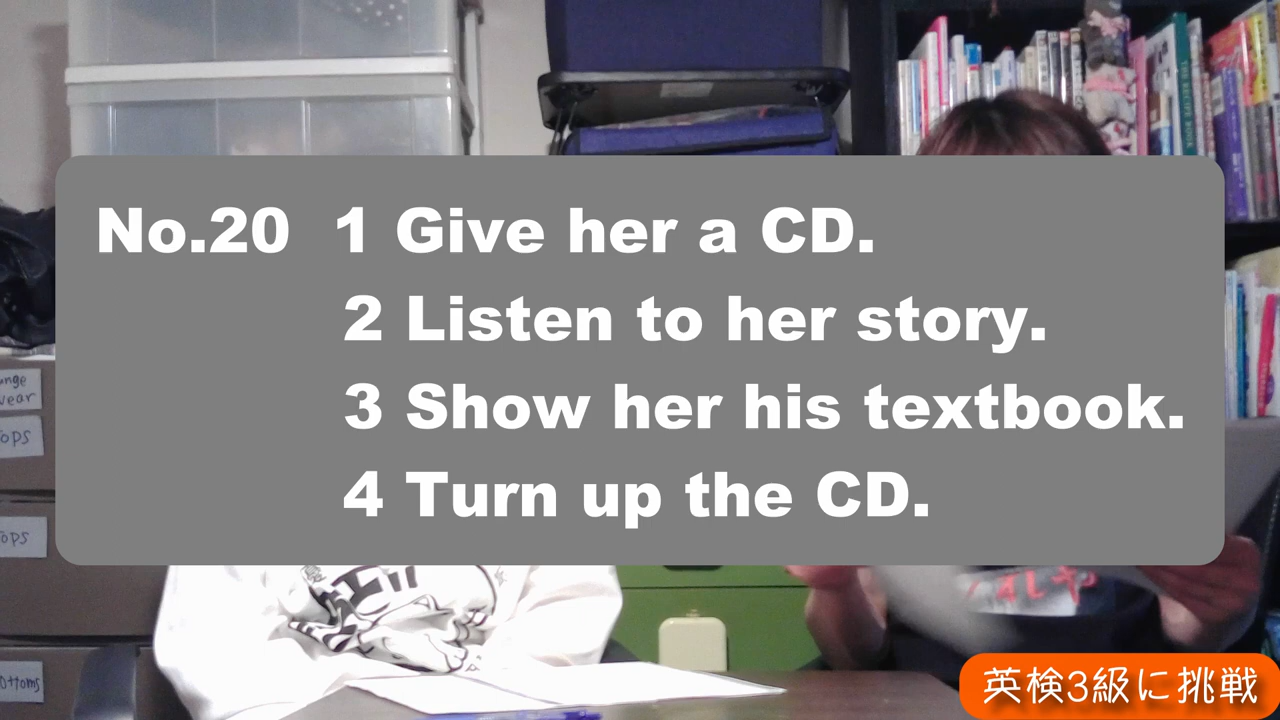 No.20 1 Give her a CD.
2 Listen to her story.
3 Show her his textbook.
4 Turn up the CD.
TOPS
英検3級に挑戦